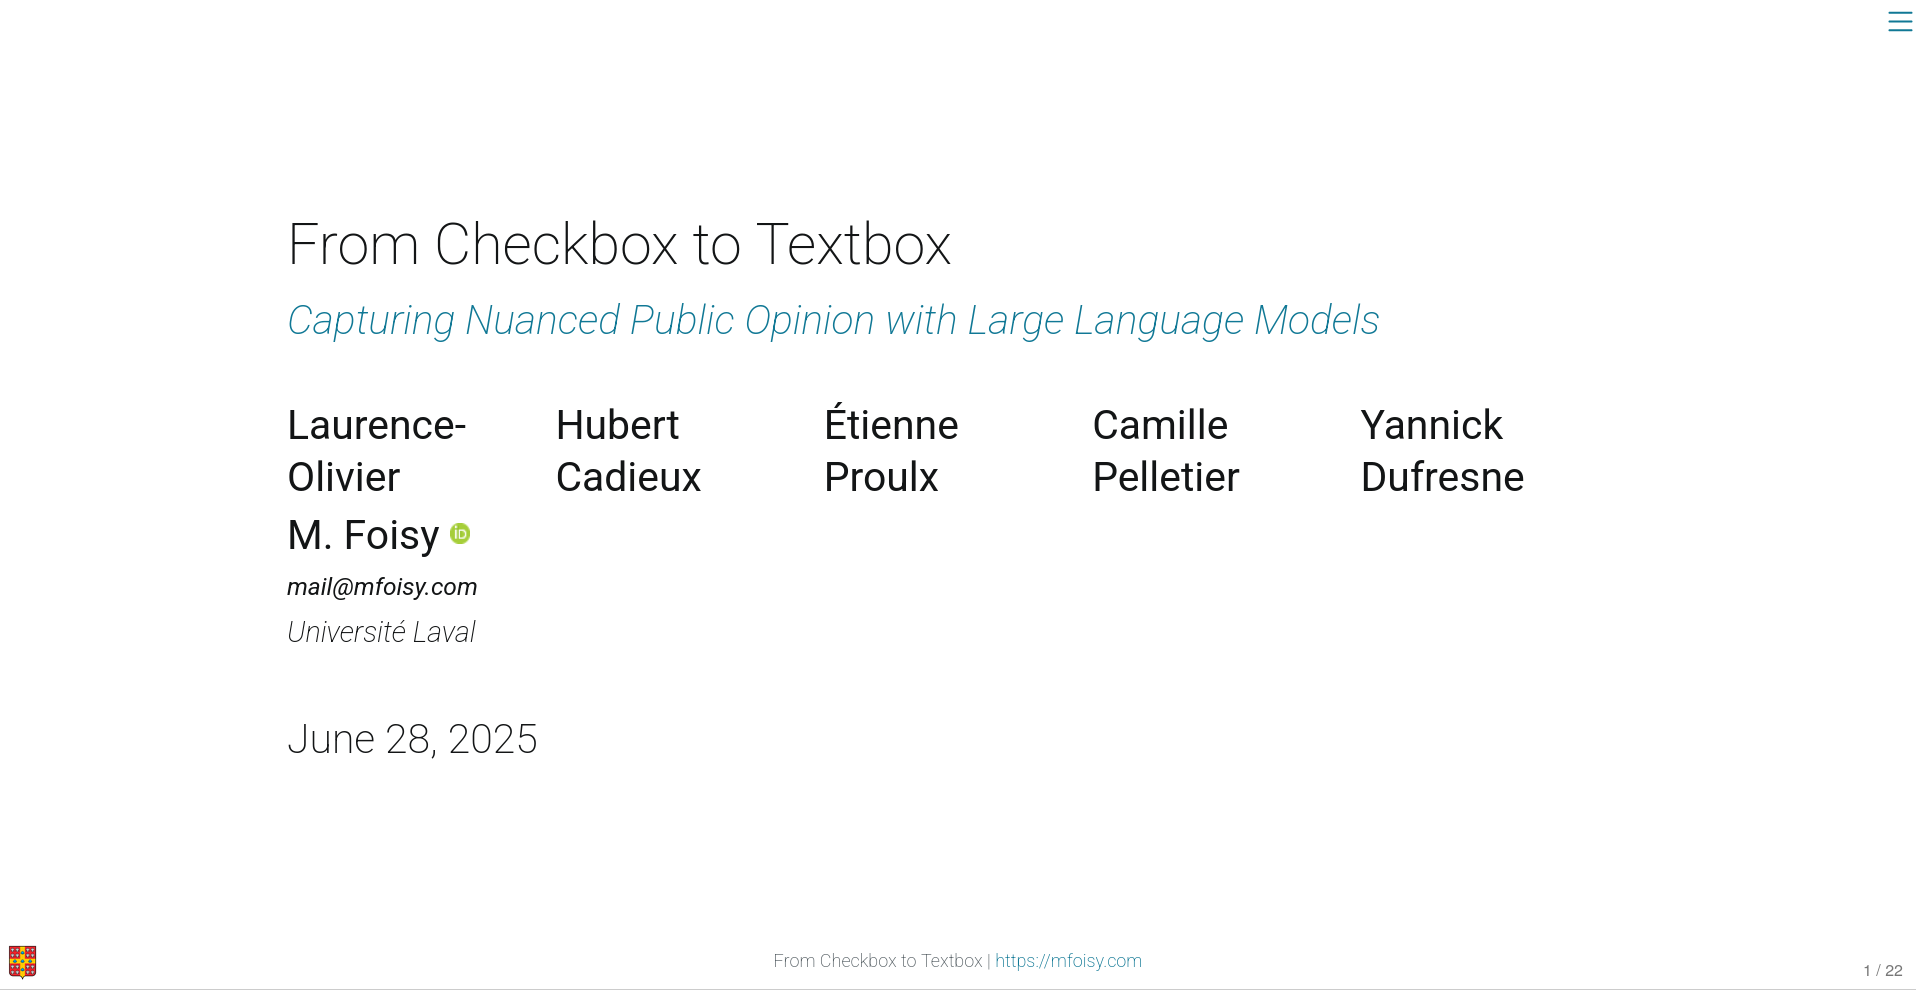 From Checkbox to Textbox
Capturing Nuanced Public Opinion with Large Language Models
Laurence-
Olivier
M. Foisy
mail@mfoisy.com
Université Laval
Hubert
Cadieux
Étienne
Proulx
Camille
Pelletier
Yannick
Dufresne
June 28, 2025
From Checkbox to Textbox | https://mfoisy.com
1 / 22